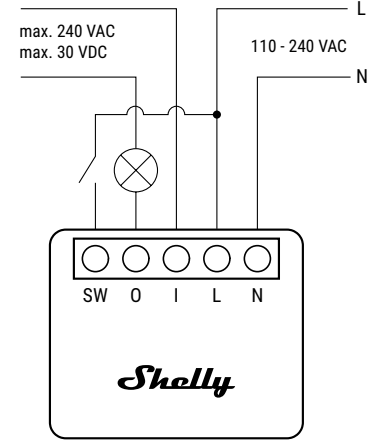 L
max. 240 VAC
max. 30 VDC
110 - 240 VAC
N
SW O I L N
Shelly